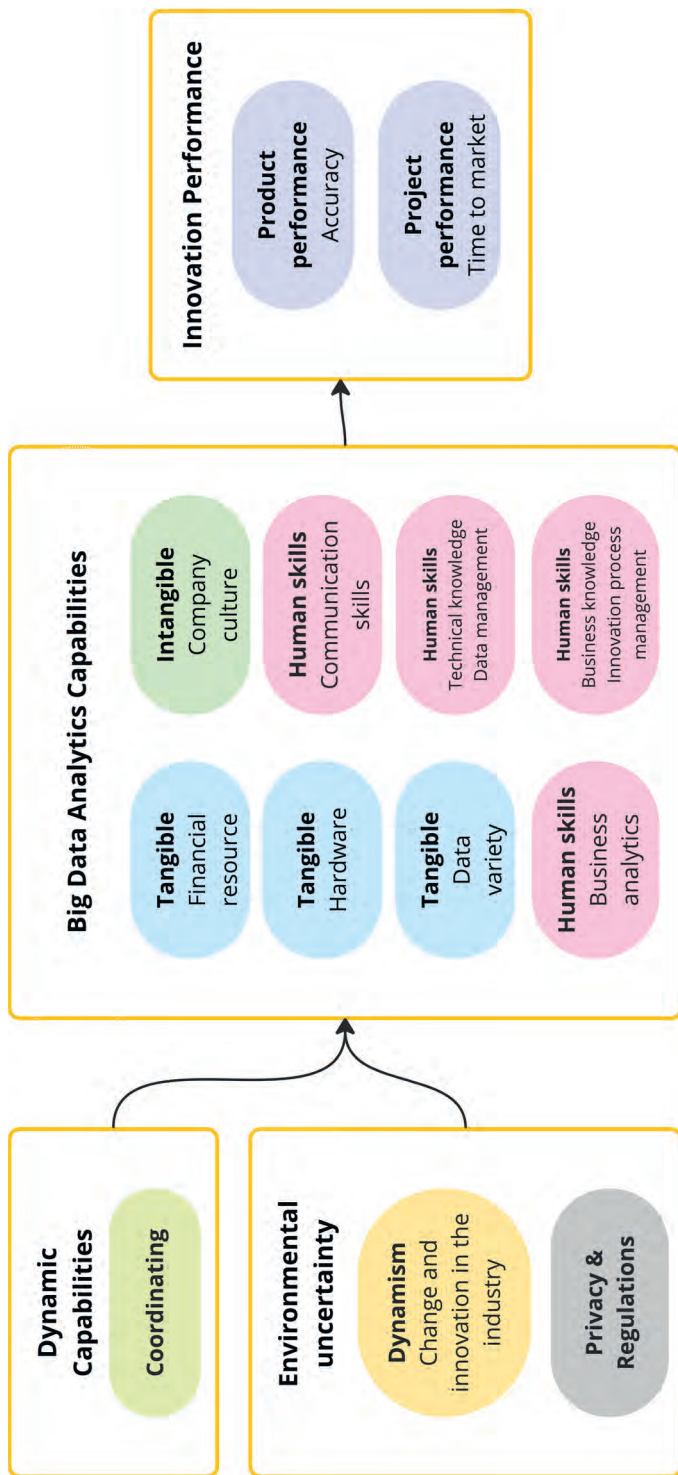 Dynamic
Capabilities
Coordinating
Environmental
uncertainty
Dynamism
Change and
innovation in the
industry
Privacy &
Regulations
Big Data Analytics Capabilities
Tangible
Financial
resource
Intangible
Company
culture
Tangible
Hardware
Human skills
Communication
skills
Tangible
Data
variety
Human skills
Technical knowledge
Data management
Human skills
Business
analytics
Human skills
Business knowledge
Innovation process
management
Innovation Performance
Product
performance
Accuracy
Project
performance
Time to market